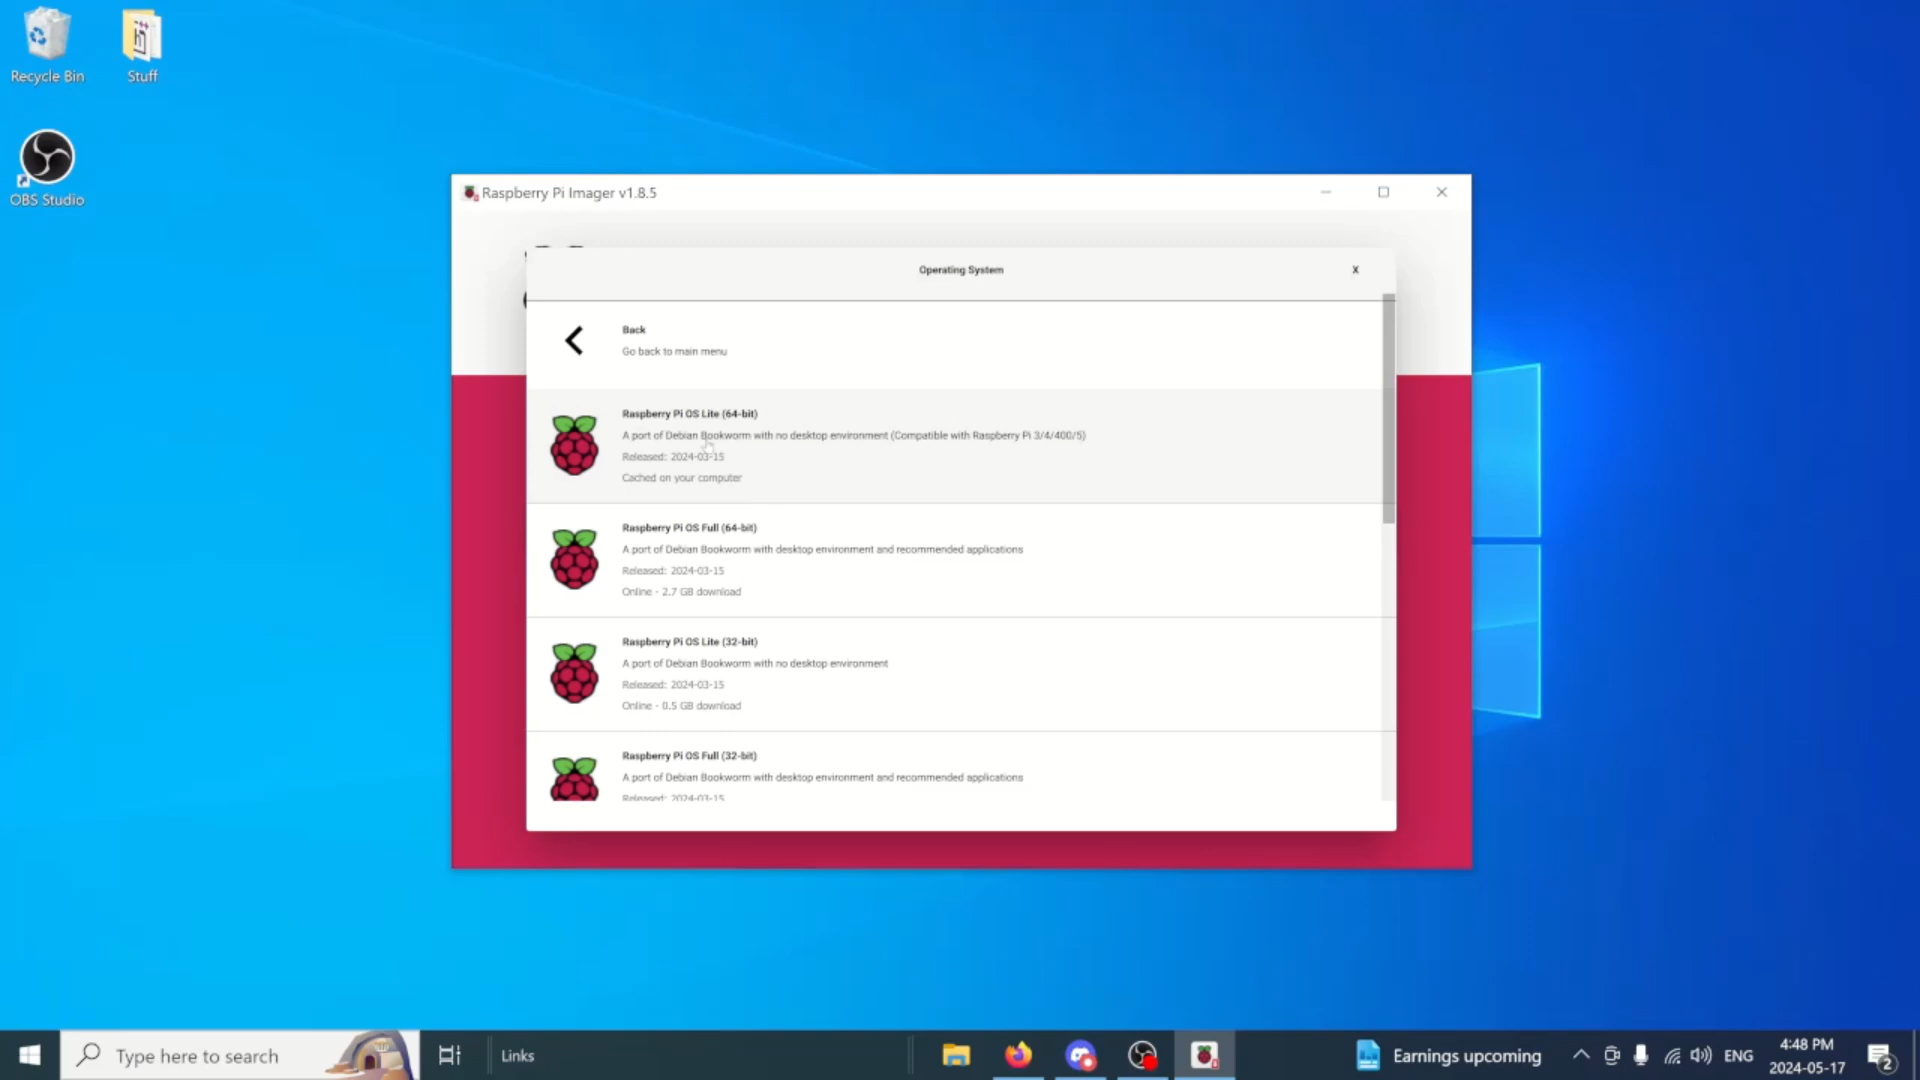 Recycle Bin
Stuff
OBS Studio
Raspberry Pi Imager v1.8.5
Operating System
X
Back
Go back to main menu
Raspberry Pi OS Lite (64-bit)
A port of Debian Bookworm with no desktop environment (Compatible with Raspberry Pi 3/4/400/5)
Released: 2024-03-15
Cached on your computer
Raspberry Pi OS Full (64-bit)
A port of Debian Bookworm with desktop environment and recommended applications
Released: 2024-03-15
Online - 2.7 GB download
Raspberry Pi OS Lite (32-bit)
A port of Debian Bookworm with no desktop environment
Released: 2024-03-15
Online - 0.5 GB download
Raspberry Pi OS Full (32-bit)
A port of Debian Bookworm with desktop environment and recommended applications
Released: 2024-03-15
Type here to search
Links
Earnings upcoming
ENG
4:48 PM
2024-05-17
2